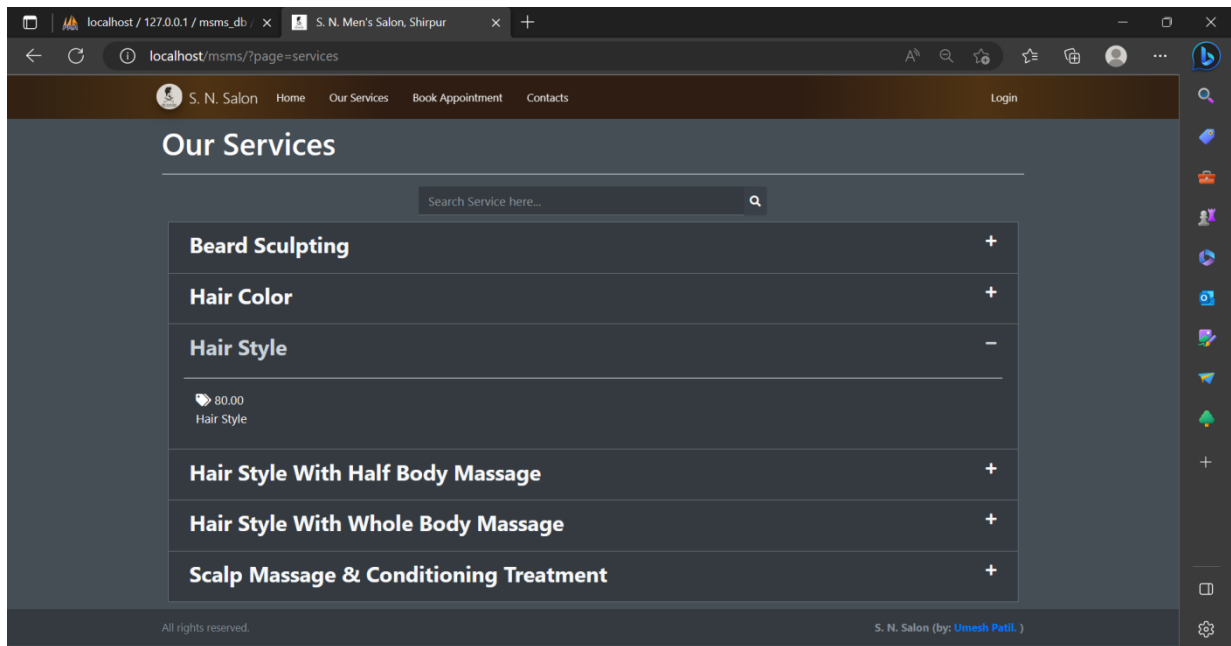 localhost / 127.0.0.1 / msms_db /
S. N. Men's Salon, Shirpur
localhost/msms/?page=services
S. N. Salon Home Our Services Book Appointment Contacts Login
Our Services
Search Service here...
Beard Sculpting
Hair Color
Hair Style
80.00
Hair Style
Hair Style With Half Body Massage
Hair Style With Whole Body Massage
Scalp Massage & Conditioning Treatment
All rights reserved. S. N. Salon (by: Umesh Patil. )